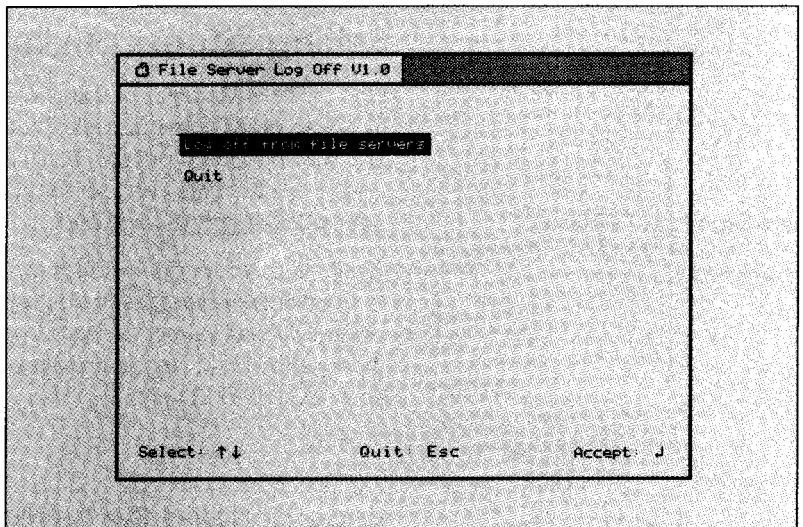 File Server Log Off V1.0
Log off from file servers
Quit
Select: ↑↓ Quit: Esc Accept: ↲